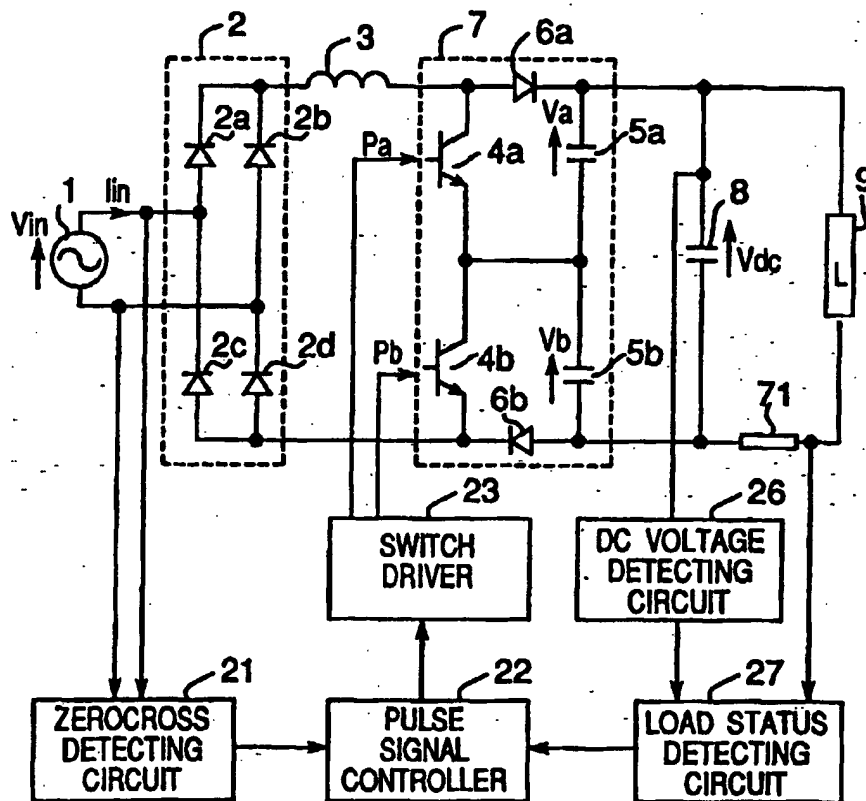 2
3
7
6a
2a
2b
Va
5a
Pa
4a
1
Iin
Vin
8
Vdc
9
L
2c
2d
Pb
4b
Vb
5b
6b
71
23
SWITCH
DRIVER
26
DC VOLTAGE
DETECTING
CIRCUIT
21
ZEROCROSS
DETECTING
CIRCUIT
22
PULSE
SIGNAL
CONTROLLER
27
LOAD STATUS
DETECTING
CIRCUIT